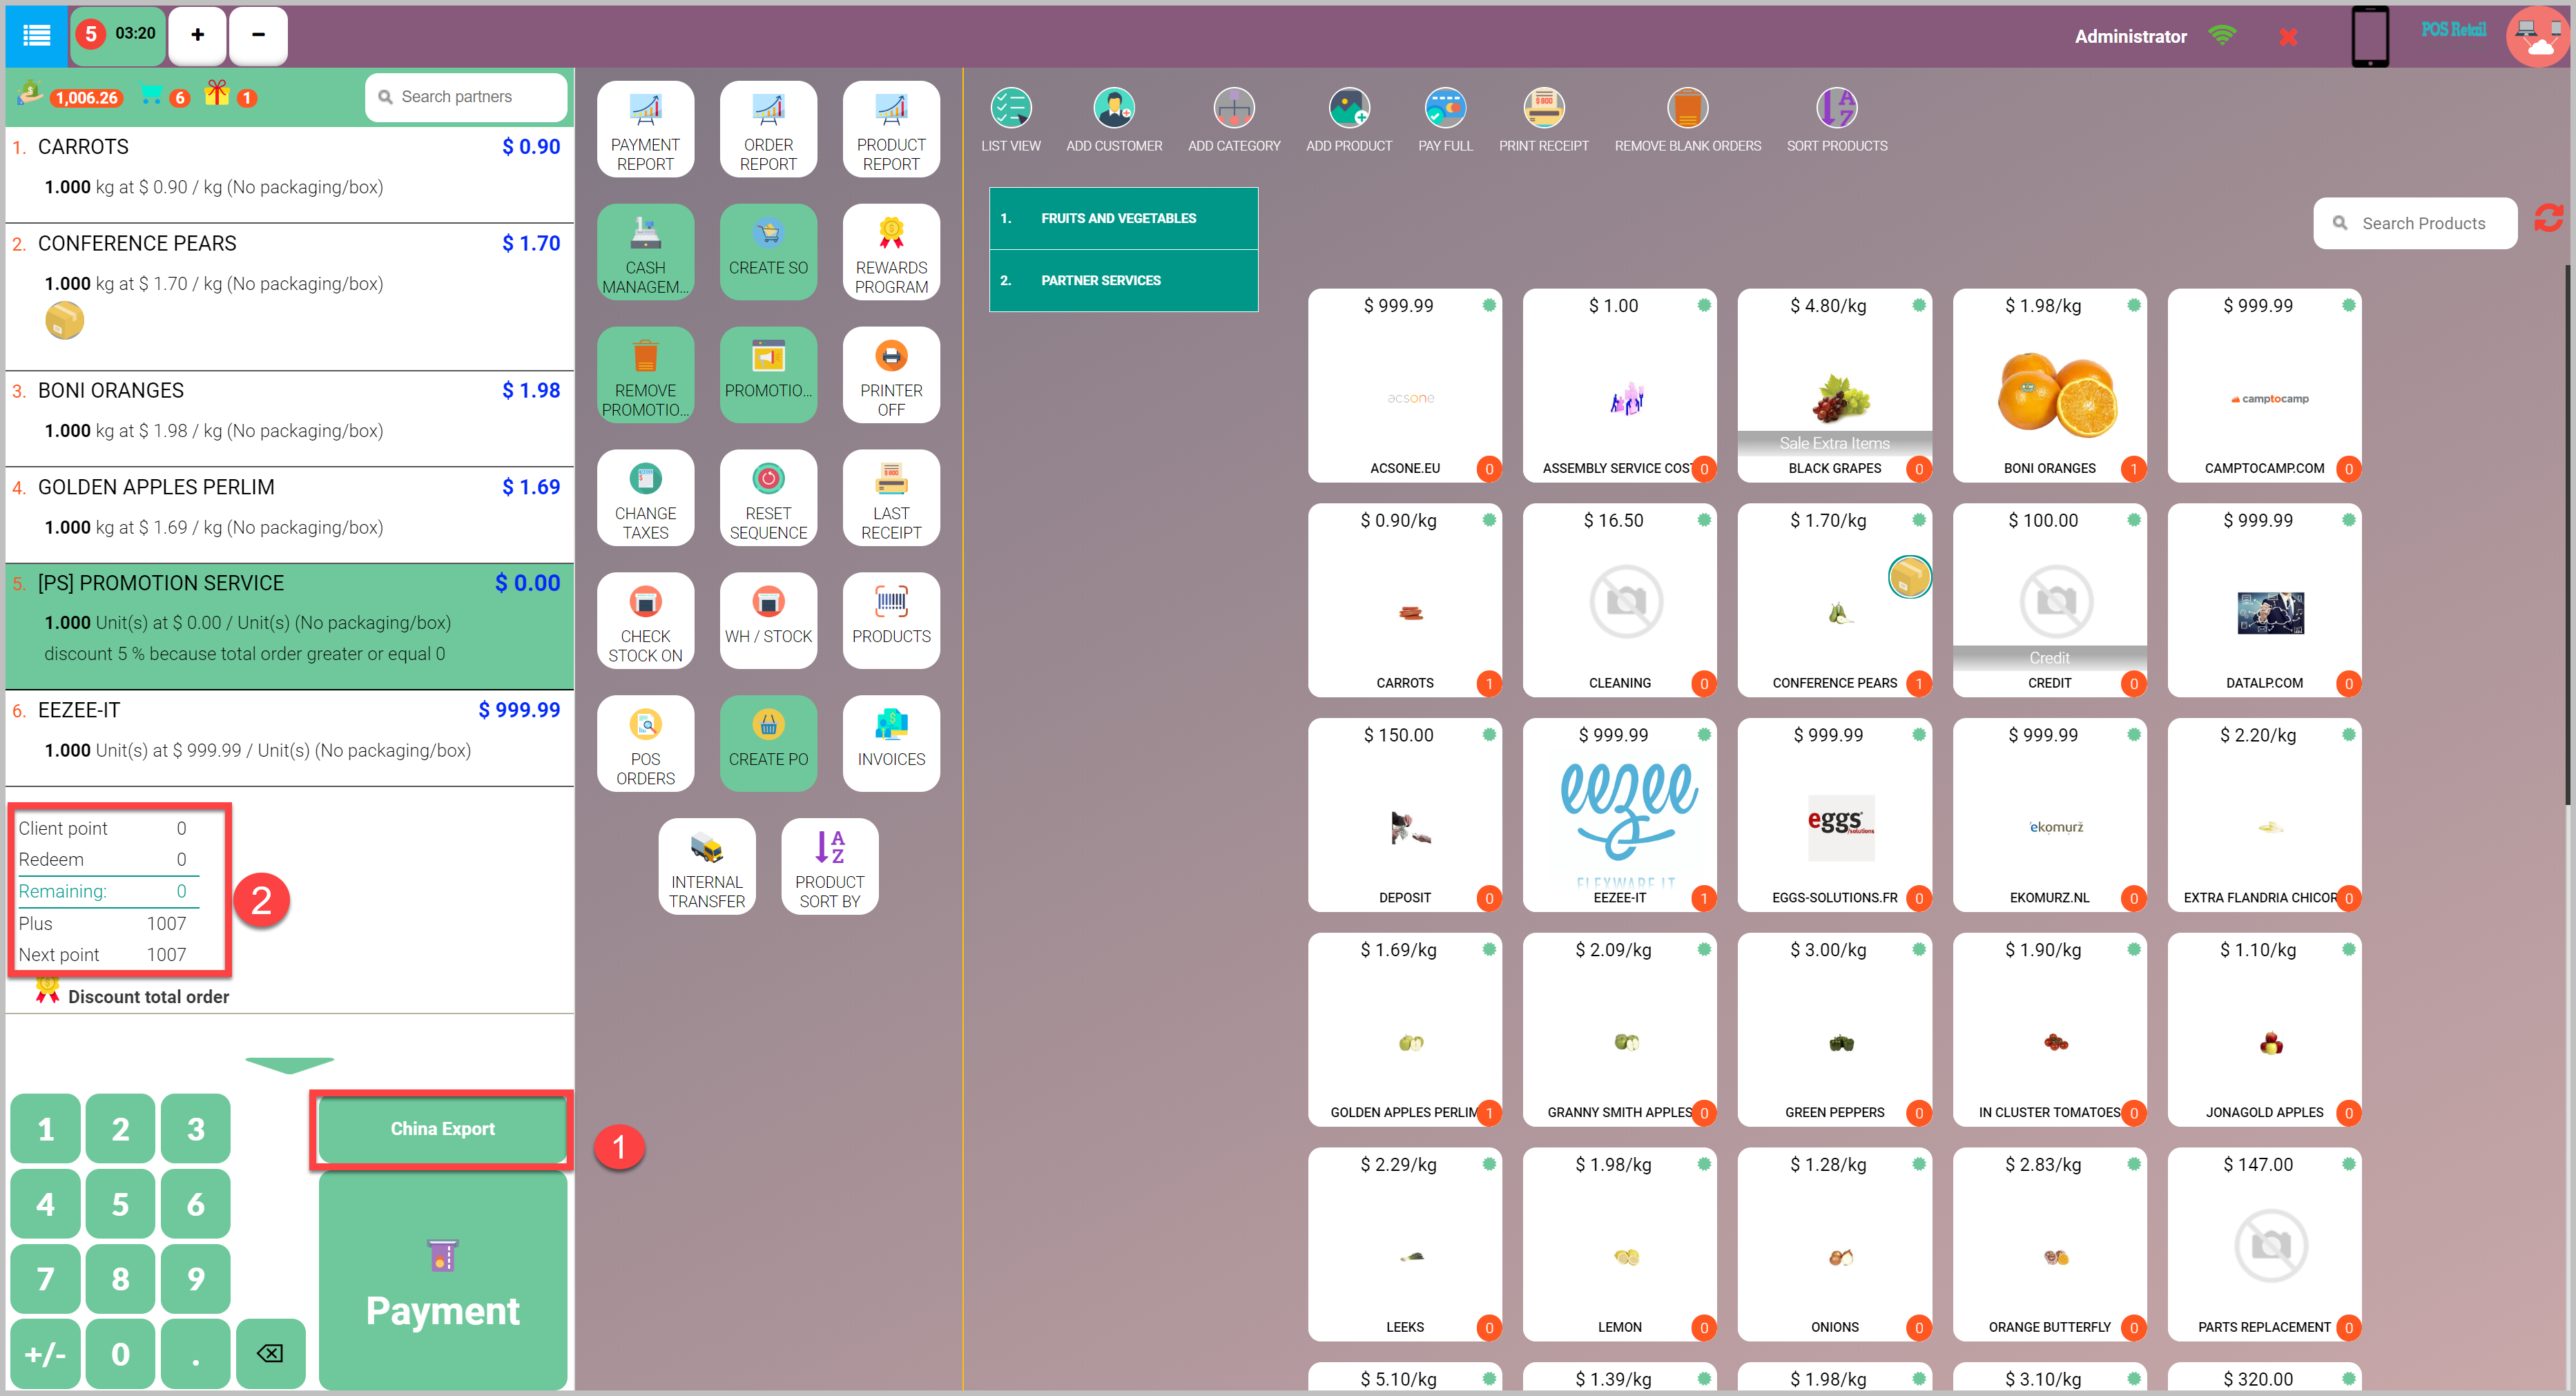 5 03:20 + −
Administrator
POS Retail
1,006.26 6 1
Search partners
1. CARROTS $ 0.90
1.000 kg at $ 0.90 / kg (No packaging/box)
2. CONFERENCE PEARS $ 1.70
1.000 kg at $ 1.70 / kg (No packaging/box)
3. BONI ORANGES $ 1.98
1.000 kg at $ 1.98 / kg (No packaging/box)
4. GOLDEN APPLES PERLIM $ 1.69
1.000 kg at $ 1.69 / kg (No packaging/box)
5. [PS] PROMOTION SERVICE $ 0.00
1.000 Unit(s) at $ 0.00 / Unit(s) (No packaging/box)
discount 5 % because total order greater or equal 0
6. EEZEE-IT $ 999.99
1.000 Unit(s) at $ 999.99 / Unit(s) (No packaging/box)
Client point 0
Redeem 0
Remaining: 0
Plus 1007
Next point 1007
2
Discount total order
1 2 3
China Export
1
4 5 6
7 8 9
Payment
+/- 0 .
PAYMENT
REPORT
ORDER
REPORT
PRODUCT
REPORT
CASH
MANAGEM...
CREATE SO
REWARDS
PROGRAM
REMOVE
PROMOTIO...
PROMOTIO...
PRINTER
OFF
CHANGE
TAXES
RESET
SEQUENCE
LAST
RECEIPT
CHECK
STOCK ON
WH / STOCK
PRODUCTS
POS
ORDERS
CREATE PO
INVOICES
INTERNAL
TRANSFER
A
Z
PRODUCT
SORT BY
LIST VIEW
ADD CUSTOMER
ADD CATEGORY
ADD PRODUCT
PAY FULL
PRINT RECEIPT
REMOVE BLANK ORDERS
A
Z
SORT PRODUCTS
1. FRUITS AND VEGETABLES
2. PARTNER SERVICES
Search Products
$ 999.99
acsone
ACSONE.EU 0
$ 1.00
ASSEMBLY SERVICE COST 0
$ 4.80/kg
Sale Extra Items
BLACK GRAPES 0
$ 1.98/kg
BONI ORANGES 1
$ 999.99
camptocamp
CAMPTOCAMP.COM 0
$ 0.90/kg
CARROTS 1
$ 16.50
CLEANING 0
$ 1.70/kg
CONFERENCE PEARS 1
$ 100.00
Credit
CREDIT 0
$ 999.99
DATALP.COM 0
$ 150.00
DEPOSIT 0
$ 999.99
eezee
FLEXWARE IT
EEZEE-IT 1
$ 999.99
eggs
solutions
EGGS-SOLUTIONS.FR 0
$ 999.99
ekomurż
EKOMURZ.NL 0
$ 2.20/kg
EXTRA FLANDRIA CHICOR 0
$ 1.69/kg
GOLDEN APPLES PERLIM 1
$ 2.09/kg
GRANNY SMITH APPLES 0
$ 3.00/kg
GREEN PEPPERS 0
$ 1.90/kg
IN CLUSTER TOMATOES 0
$ 1.10/kg
JONAGOLD APPLES 0
$ 2.29/kg
LEEKS 0
$ 1.98/kg
LEMON 0
$ 1.28/kg
ONIONS 0
$ 2.83/kg
ORANGE BUTTERFLY 0
$ 147.00
PARTS REPLACEMENT 0
$ 5.10/kg
$ 1.39/kg
$ 1.98/kg
$ 3.10/kg
$ 320.00